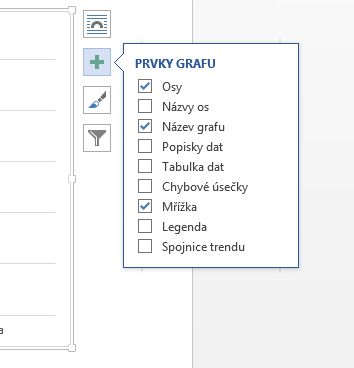 PRVKY GRAFU
Osy
Názvy os
Název grafu
Popisky dat
Tabulka dat
Chybové úsečky
Mřížka
Legenda
Spojnice trendu
a